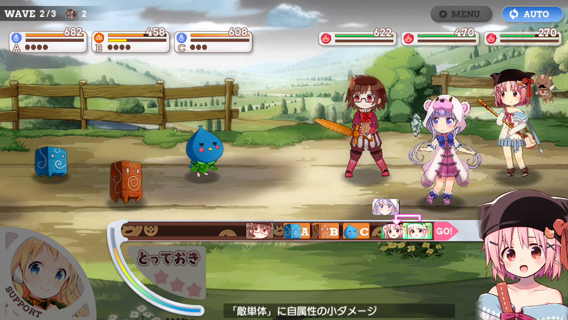 WAVE 2/3 2
MENU
AUTO
682
458
608
622
470
270
A
B
C
A B C GO!
とっておき
SUPPORT
「敵単体」に自属性の小ダメージ